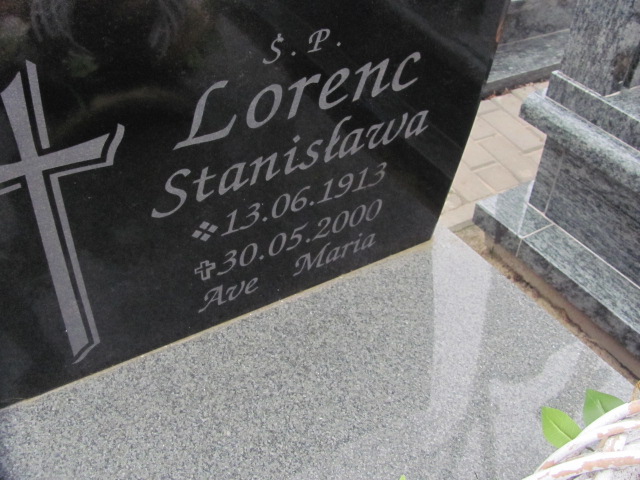 Ś. P.
Lorenc
Stanisława
13.06.1913
30.05.2000
Ave Maria